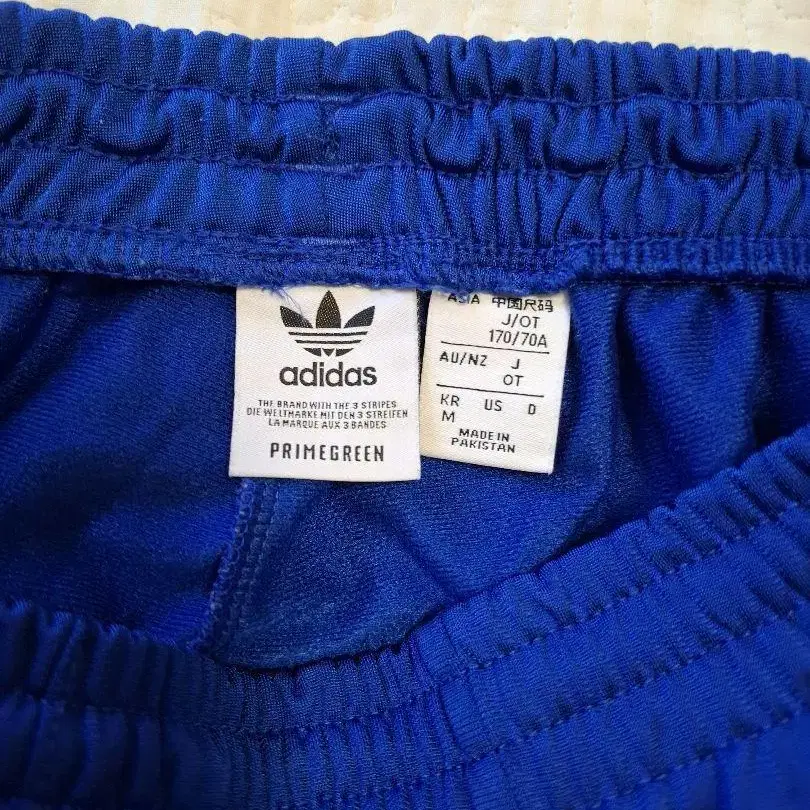 adidas
THE BRAND WITH THE 3 STRIPES
DIE WELTMARKE MIT DEN 3 STREIFEN
LA MARQUE AUX 3 BANDES
PRIMEGREEN
ASIA 中国尺码
J/OT
170/70A
AU/NZ J
OT
KR US D
M
MADE IN
PAKISTAN